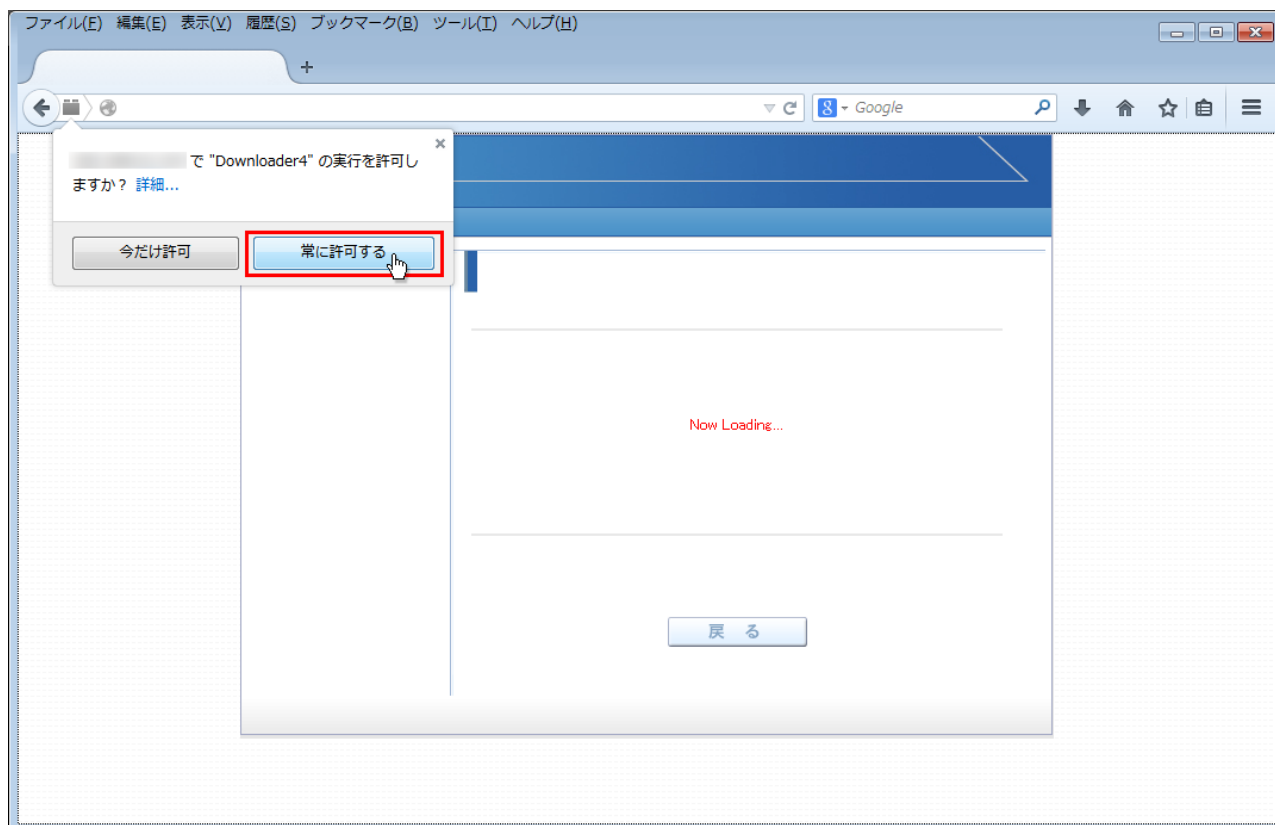 ファイル(F) 編集(E) 表示(V) 履歴(S) ブックマーク(B) ツール(T) ヘルプ(H)
Google
で "Downloader4" の実行を許可し
ますか? 詳細...
今だけ許可
常に許可する
Now Loading...
戻 る